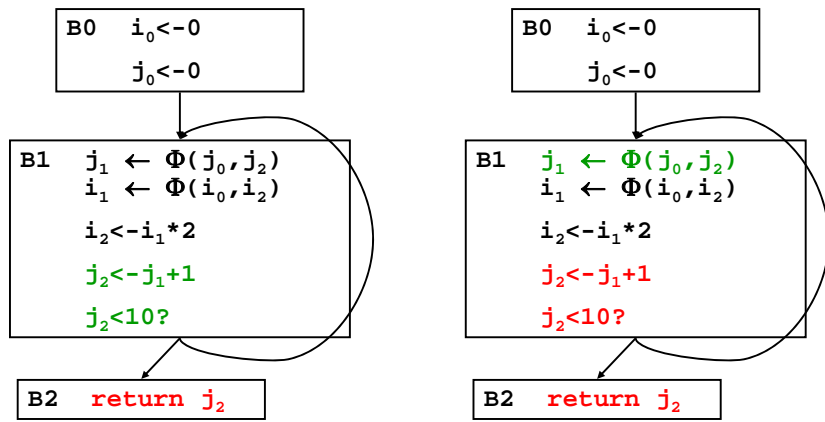 B0 i₀<-0
j₀<-0
B1 j₁ ← Φ(j₀,j₂)
i₁ ← Φ(i₀,i₂)
i₂<-i₁*2
j₂<-j₁+1
j₂<10?
B2 return j₂
B0 i₀<-0
j₀<-0
B1 j₁ ← Φ(j₀,j₂)
i₁ ← Φ(i₀,i₂)
i₂<-i₁*2
j₂<-j₁+1
j₂<10?
B2 return j₂